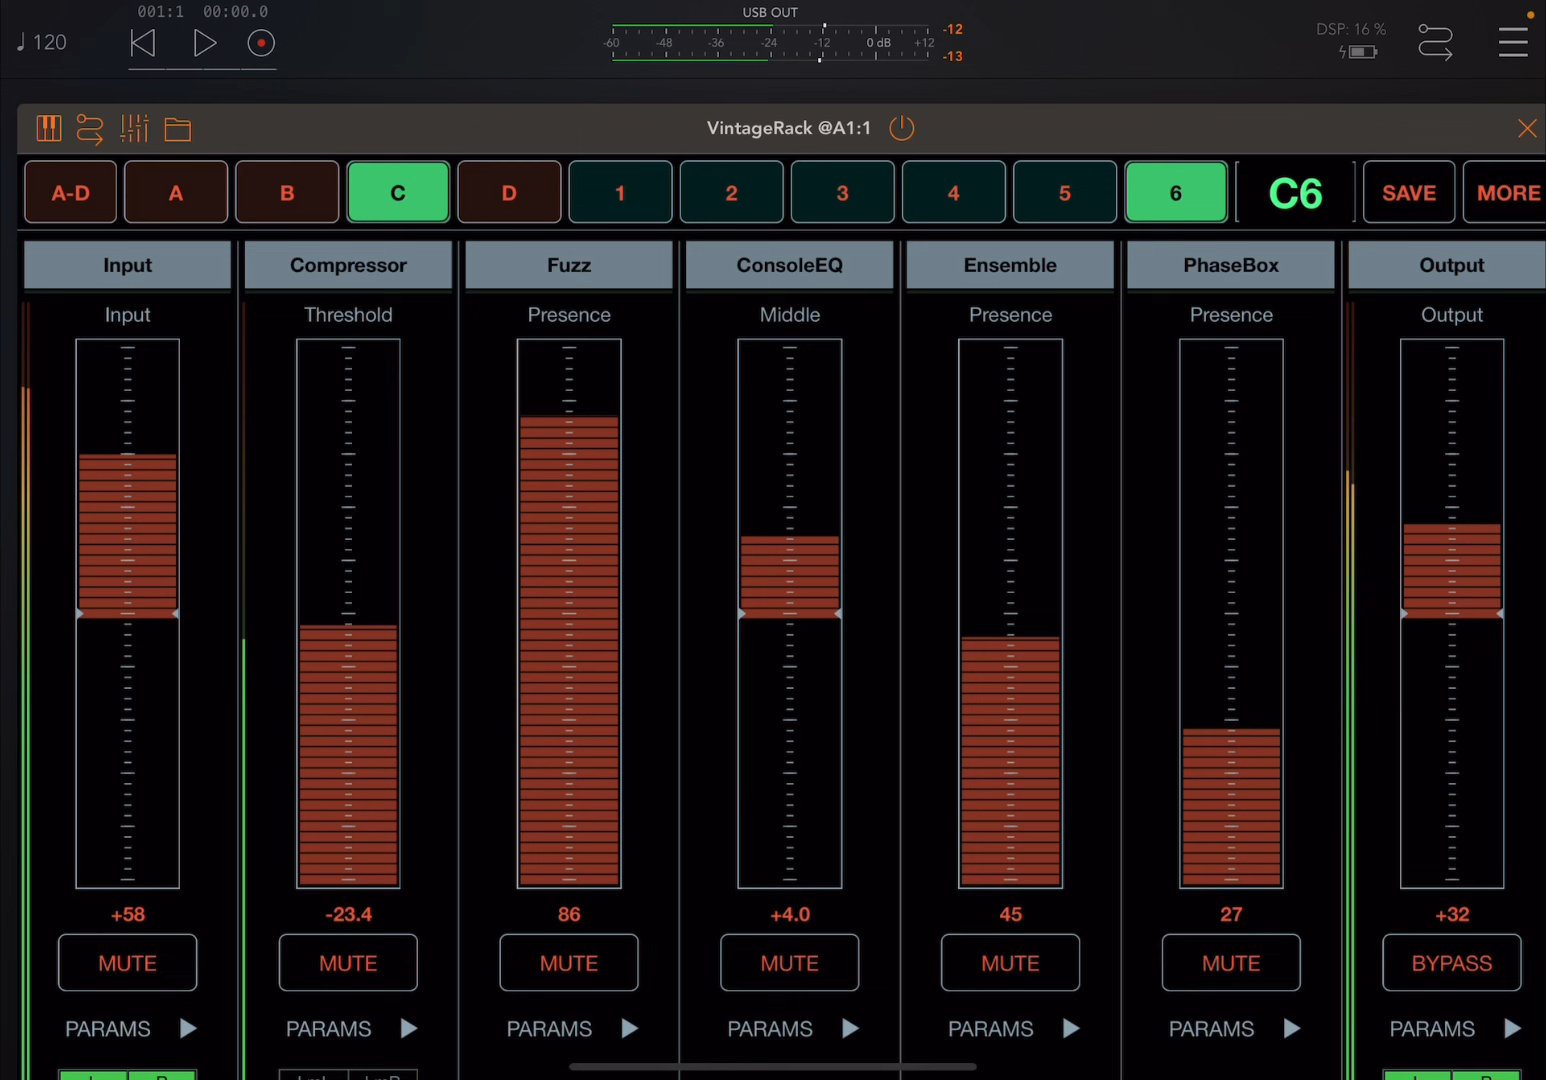 001:1 00:00.0
♩ 120
USB OUT
-60 -48 -36 -24 -12 0 dB +12
-12
-13
DSP: 16 %
VintageRack @A1:1
A-D A B C D 1 2 3 4 5 6 C6 SAVE MORE
Input Compressor Fuzz ConsoleEQ Ensemble PhaseBox Output
Input Threshold Presence Middle Presence Presence Output
+58 -23.4 86 +4.0 45 27 +32
MUTE MUTE MUTE MUTE MUTE MUTE BYPASS
PARAMS PARAMS PARAMS PARAMS PARAMS PARAMS PARAMS